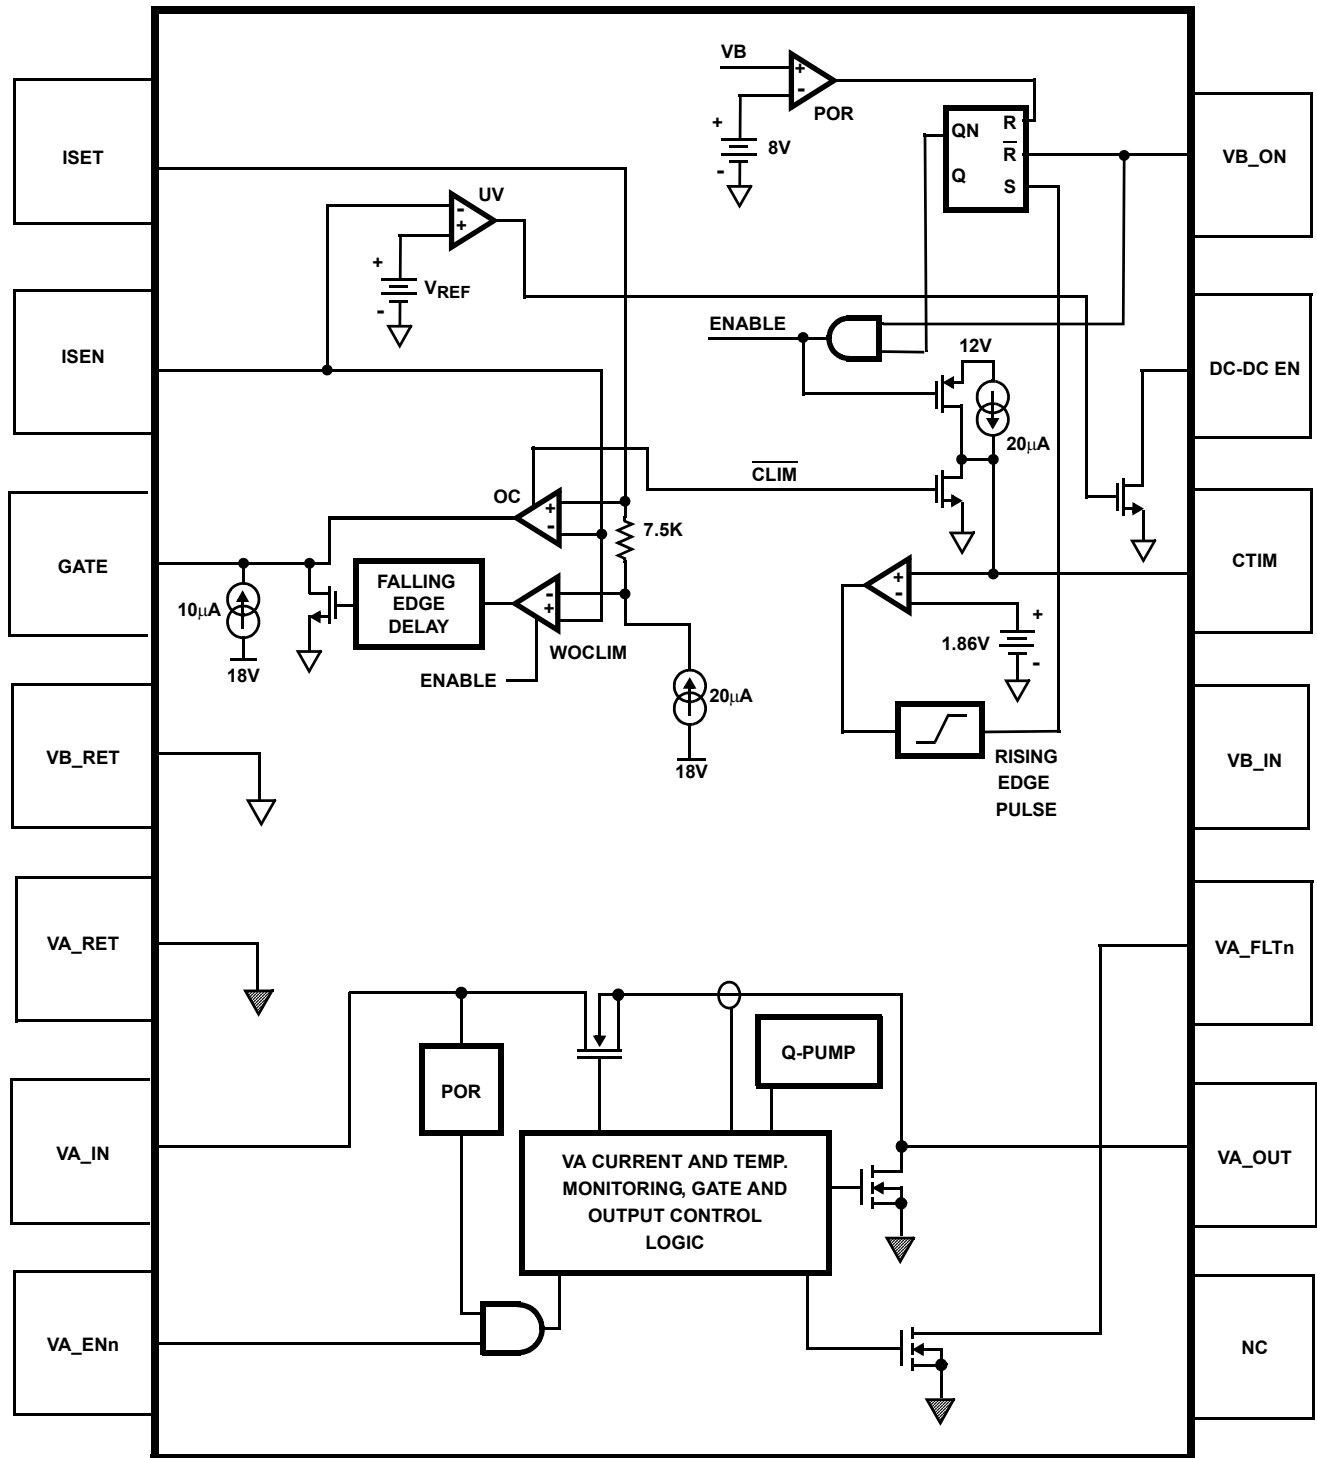 VB
+
-
POR
+
8V
-
QN
Q
R
R̅
S
ISET
VB_ON
UV
-
+
+
VREF
-
ISEN
ENABLE
12V
20µA
DC-DC EN
C̅L̅I̅M̅
OC
+
-
7.5K
GATE
10µA
18V
FALLING
EDGE
DELAY
-
+
WOCLIM
ENABLE
20µA
18V
CTIM
+
-
1.86V
+
-
RISING
EDGE
PULSE
VB_RET
VB_IN
VA_RET
VA_FLTn
Q-PUMP
POR
VA_IN
VA CURRENT AND TEMP.
MONITORING, GATE AND
OUTPUT CONTROL
LOGIC
VA_OUT
VA_ENn
NC